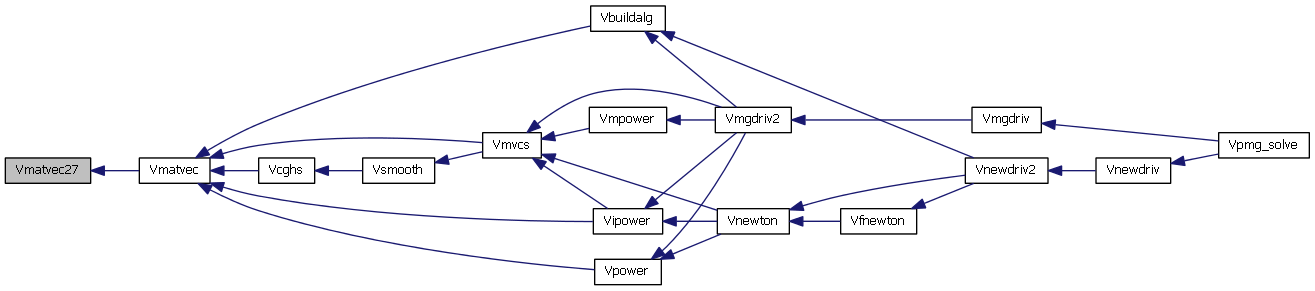 Vbuildalg
Vmpower
Vmgdriv2
Vmgdriv
Vmvcs
Vpmg_solve
Vmatvec27
Vmatvec
Vcghs
Vsmooth
Vnewdriv2
Vnewdriv
Vipower
Vnewton
Vfnewton
Vpower